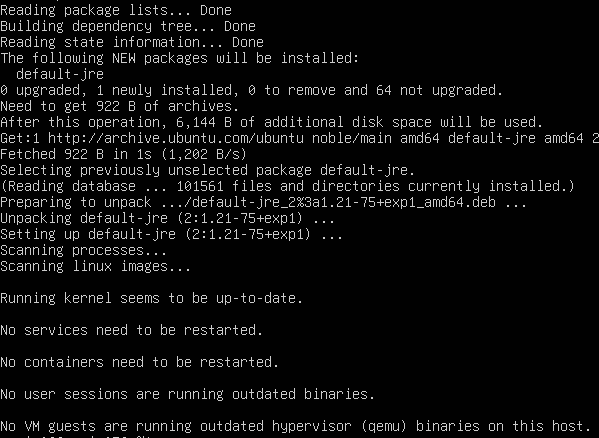 Reading package lists... Done
Building dependency tree... Done
Reading state information... Done
The following NEW packages will be installed:
  default-jre
0 upgraded, 1 newly installed, 0 to remove and 64 not upgraded.
Need to get 922 B of archives.
After this operation, 6,144 B of additional disk space will be used.
Get:1 http://archive.ubuntu.com/ubuntu noble/main amd64 default-jre amd64 2
Fetched 922 B in 1s (1,202 B/s)
Selecting previously unselected package default-jre.
(Reading database ... 101561 files and directories currently installed.)
Preparing to unpack .../default-jre_2%3a1.21-75+exp1_amd64.deb ...
Unpacking default-jre (2:1.21-75+exp1) ...
Setting up default-jre (2:1.21-75+exp1) ...
Scanning processes...
Scanning linux images...
Running kernel seems to be up-to-date.
No services need to be restarted.
No containers need to be restarted.
No user sessions are running outdated binaries.
No VM guests are running outdated hypervisor (qemu) binaries on this host.